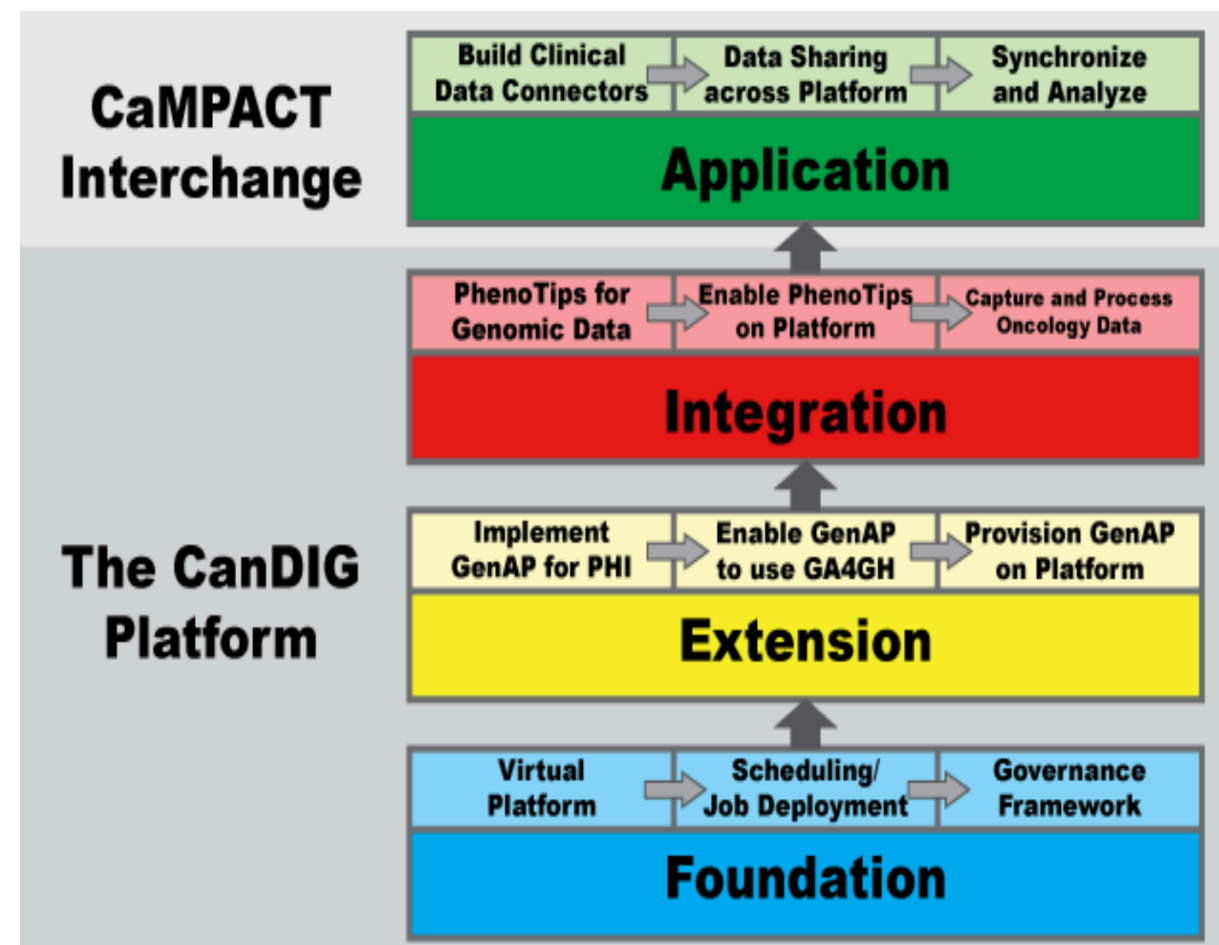 CaMPACT
Interchange
Build Clinical
Data Connectors
Data Sharing
across Platform
Synchronize
and Analyze
Application
PhenoTips for
Genomic Data
Enable PhenoTips
on Platform
Capture and Process
Oncology Data
Integration
The CanDIG
Platform
Implement
GenAP for PHI
Enable GenAP
to use GA4GH
Provision GenAP
on Platform
Extension
Virtual
Platform
Scheduling/
Job Deployment
Governance
Framework
Foundation